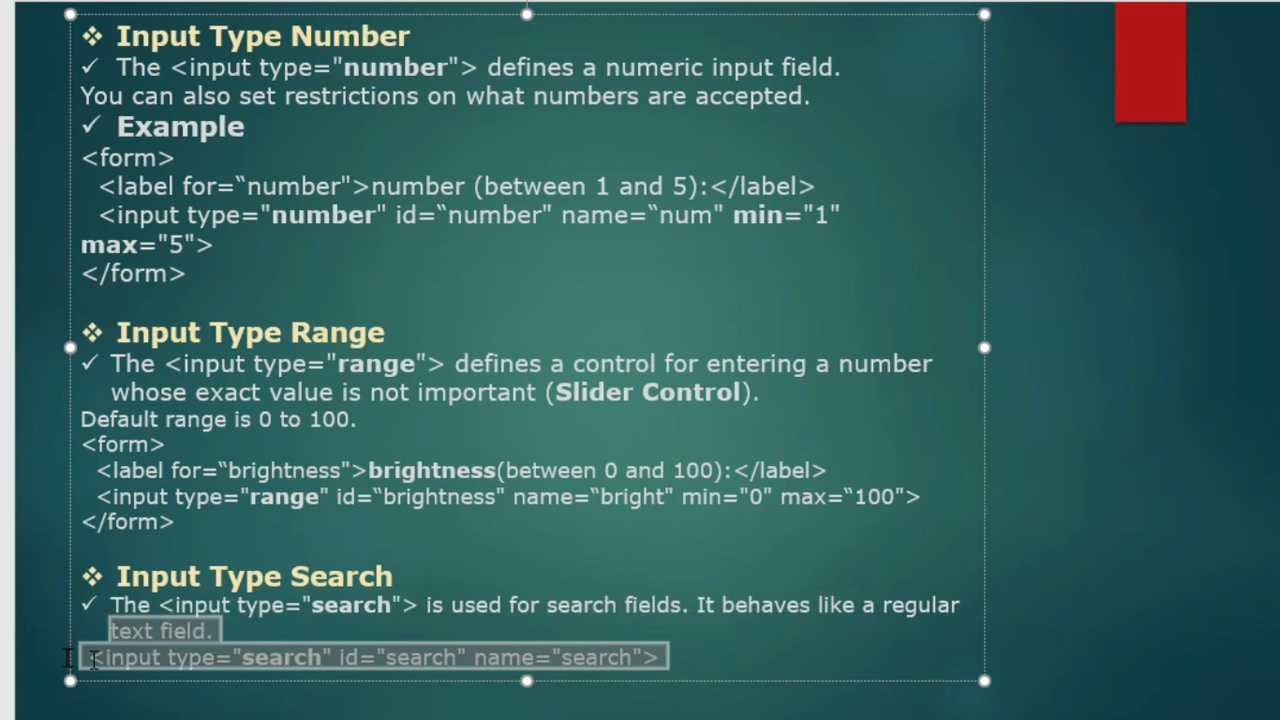 ❖ Input Type Number
✓ The <input type="number"> defines a numeric input field.
You can also set restrictions on what numbers are accepted.
✓ Example
<form>
<label for=“number">number (between 1 and 5):</label>
<input type="number" id=“number" name=“num" min="1"
max="5">
</form>
❖ Input Type Range
✓ The <input type="range"> defines a control for entering a number
whose exact value is not important (Slider Control).
Default range is 0 to 100.
<form>
<label for=“brightness">brightness(between 0 and 100):</label>
<input type="range" id=“brightness" name=“bright" min="0" max=“100">
</form>
❖ Input Type Search
✓ The <input type="search"> is used for search fields. It behaves like a regular
text field.
<input type="search" id="search" name="search">